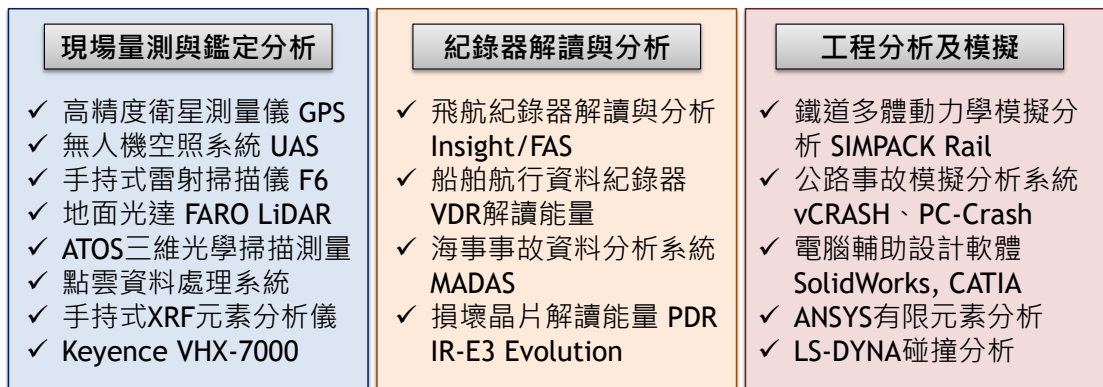 現場量測與鑑定分析
✓ 高精度衛星測量儀 GPS
✓ 無人機空照系統 UAS
✓ 手持式雷射掃描儀 F6
✓ 地面光達 FARO LiDAR
✓ ATOS三維光學掃描測量
✓ 點雲資料處理系統
✓ 手持式XRF元素分析儀
✓ Keyence VHX-7000
紀錄器解讀與分析
✓ 飛航紀錄器解讀與分析
Insight/FAS
✓ 船舶航行資料紀錄器
VDR解讀能量
✓ 海事事故資料分析系統
MADAS
✓ 損壞晶片解讀能量 PDR
IR-E3 Evolution
工程分析及模擬
✓ 鐵道多體動力學模擬分
析 SIMPACK Rail
✓ 公路事故模擬分析系統
vCRASH、PC-Crash
✓ 電腦輔助設計軟體
SolidWorks, CATIA
✓ ANSYS有限元素分析
✓ LS-DYNA碰撞分析